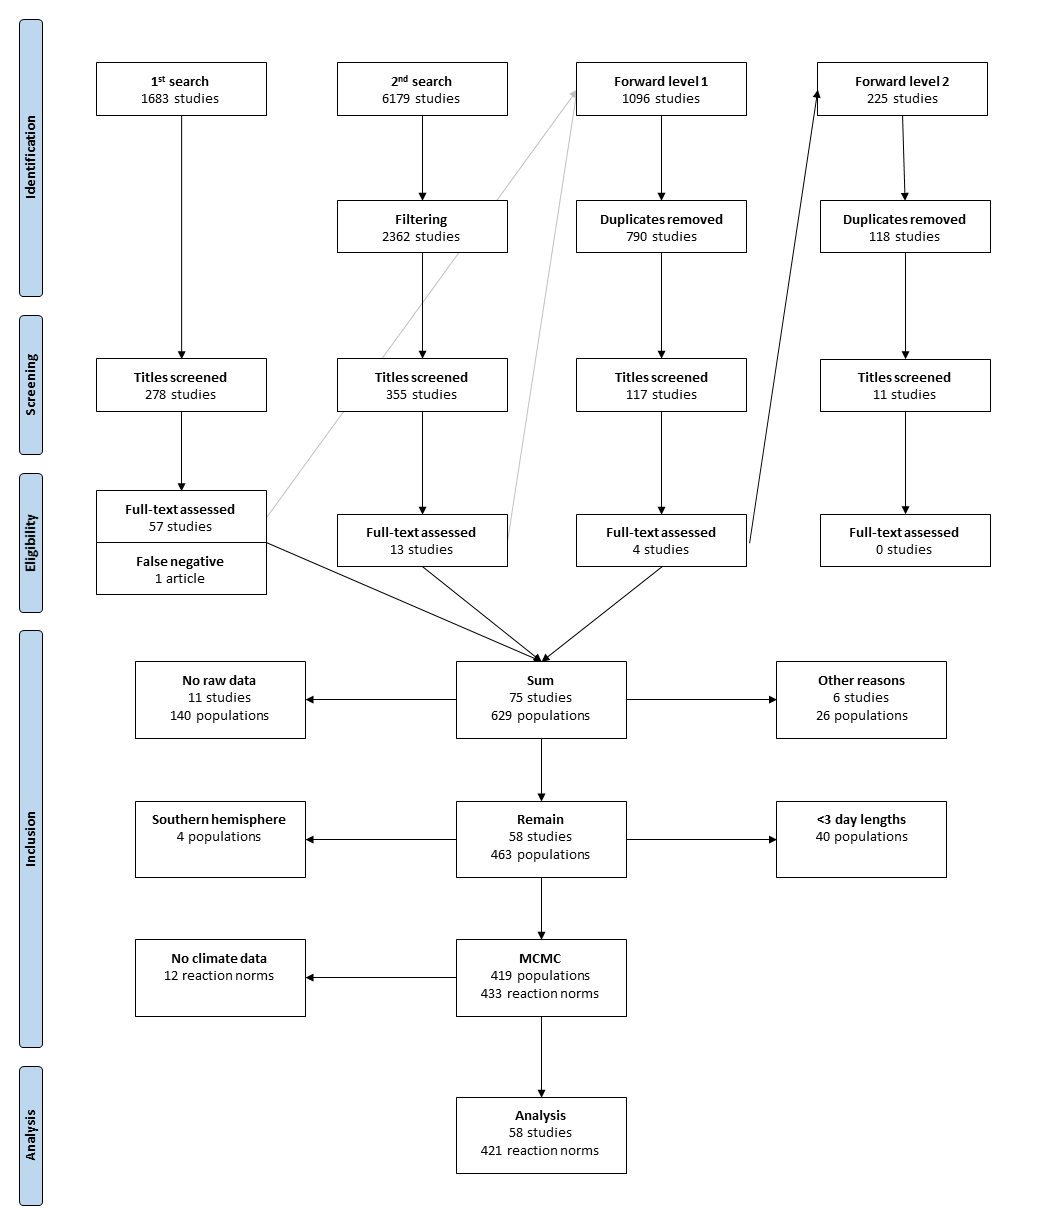 Identification
1st search
1683 studies
2nd search
6179 studies
Forward level 1
1096 studies
Forward level 2
225 studies
Filtering
2362 studies
Duplicates removed
790 studies
Duplicates removed
118 studies
Screening
Titles screened
278 studies
Titles screened
355 studies
Titles screened
117 studies
Titles screened
11 studies
Eligibility
Full-text assessed
57 studies
False negative
1 article
Full-text assessed
13 studies
Full-text assessed
4 studies
Full-text assessed
0 studies
Inclusion
No raw data
11 studies
140 populations
Sum
75 studies
629 populations
Other reasons
6 studies
26 populations
Southern hemisphere
4 populations
Remain
58 studies
463 populations
<3 day lengths
40 populations
No climate data
12 reaction norms
MCMC
419 populations
433 reaction norms
Analysis
Analysis
58 studies
421 reaction norms